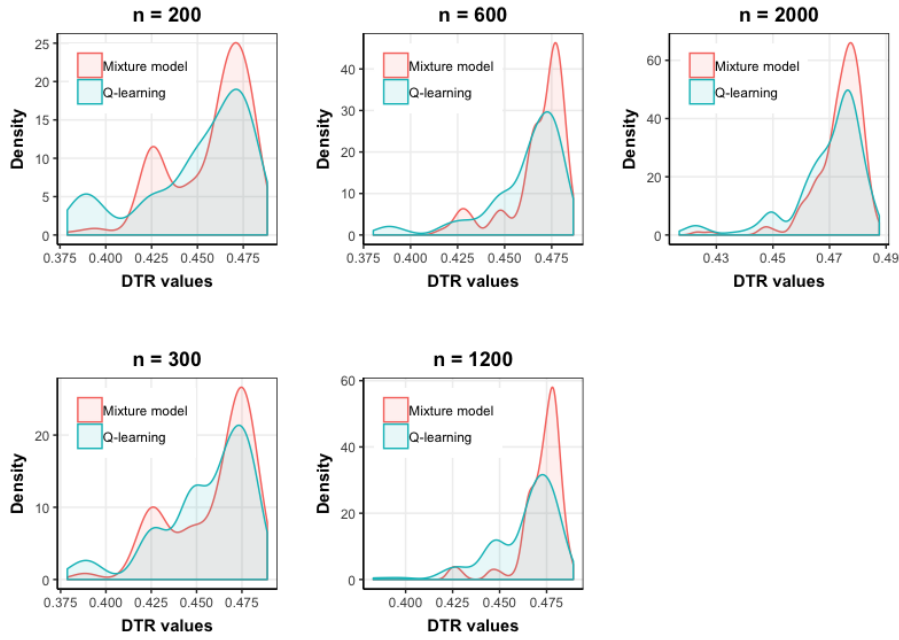 n = 200
25
20
15
10
5
0
Density
Mixture model
Q-learning
0.375 0.400 0.425 0.450 0.475
DTR values
n = 600
40
30
20
10
0
Density
Mixture model
Q-learning
0.375 0.400 0.425 0.450 0.475
DTR values
n = 2000
60
40
20
0
Density
Mixture model
Q-learning
0.43 0.45 0.47 0.49
DTR values
n = 300
20
10
0
Density
Mixture model
Q-learning
0.375 0.400 0.425 0.450 0.475
DTR values
n = 1200
60
40
20
0
Density
Mixture model
Q-learning
0.400 0.425 0.450 0.475
DTR values